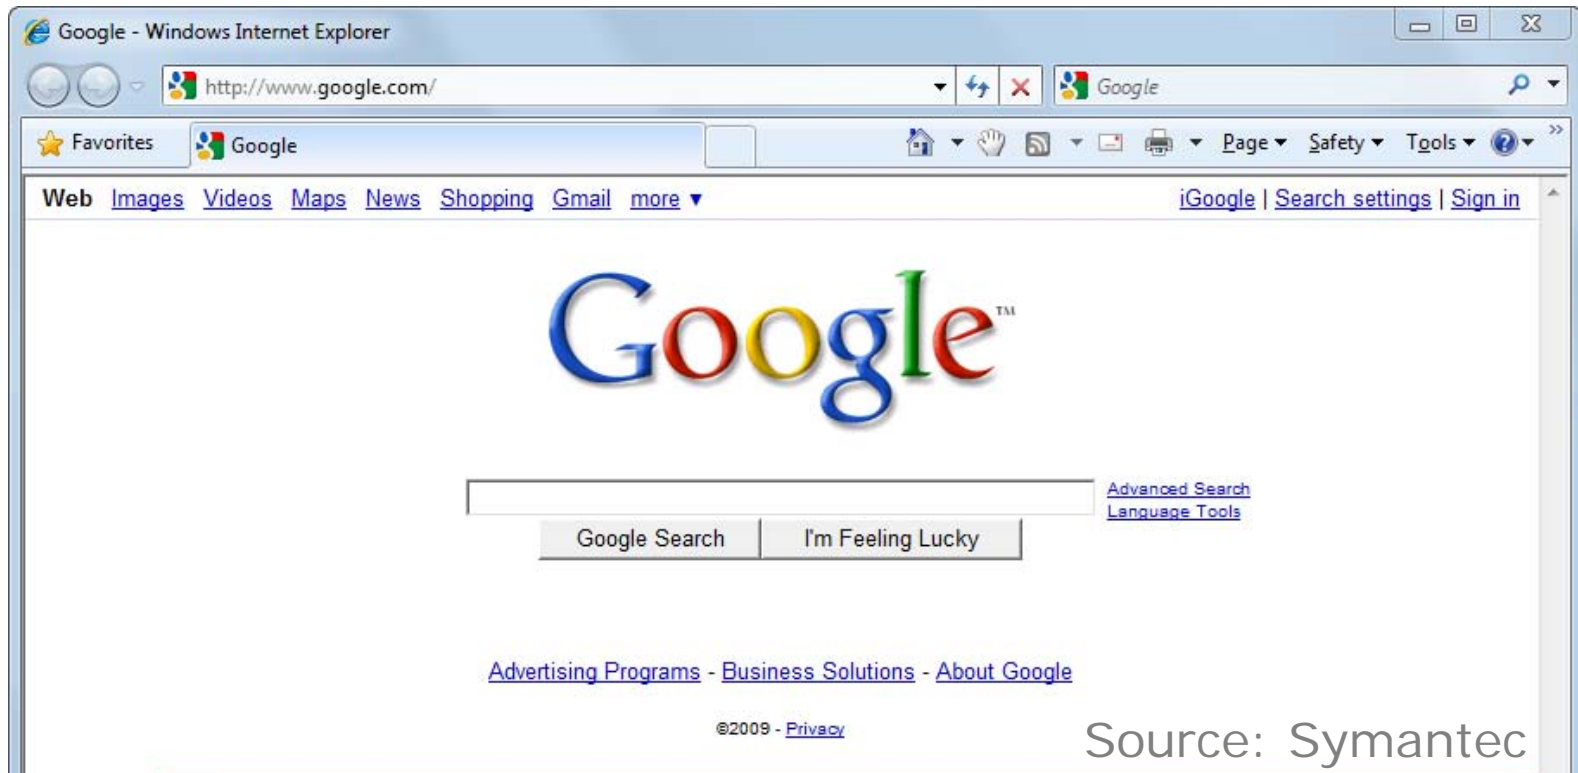 Google - Windows Internet Explorer
http://www.google.com/ Google
Favorites Google Page Safety Tools
Web Images Videos Maps News Shopping Gmail more ▼ iGoogle | Search settings | Sign in
Google™
Advanced Search
Language Tools
Google Search I'm Feeling Lucky
Advertising Programs - Business Solutions - About Google
©2009 - Privacy
Source: Symantec